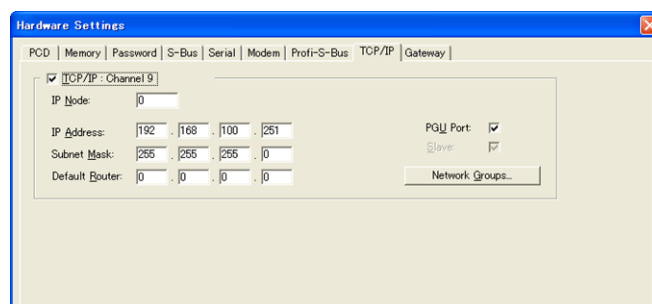 Hardware Settings
PCD Memory Password S-Bus Serial Modem Profi-S-Bus TCP/IP Gateway
TCP/IP : Channel 9
IP Node: 0
IP Address: 192 . 168 . 100 . 251 PGU Port:
Subnet Mask: 255 . 255 . 255 . 0 Slave:
Default Router: 0 . 0 . 0 . 0 Network Groups...